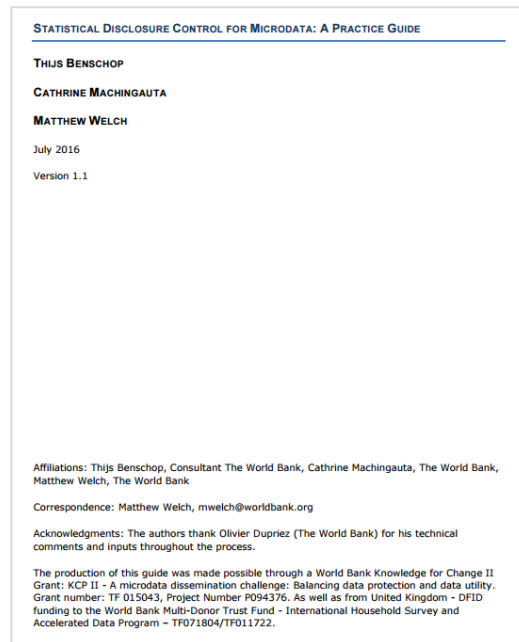 STATISTICAL DISCLOSURE CONTROL FOR MICRODATA: A PRACTICE GUIDE
THIJS BENSCHOP
CATHRINE MACHINGAUTA
MATTHEW WELCH
July 2016
Version 1.1
Affiliations: Thijs Benschop, Consultant The World Bank, Cathrine Machingauta, The World Bank,
Matthew Welch, The World Bank
Correspondence: Matthew Welch, mwelch@worldbank.org
Acknowledgments: The authors thank Olivier Dupriez (The World Bank) for his technical
comments and inputs throughout the process.
The production of this guide was made possible through a World Bank Knowledge for Change II
Grant: KCP II - A microdata dissemination challenge: Balancing data protection and data utility.
Grant number: TF 015043, Project Number P094376. As well as from United Kingdom - DFID
funding to the World Bank Multi-Donor Trust Fund - International Household Survey and
Accelerated Data Program – TF071804/TF011722.